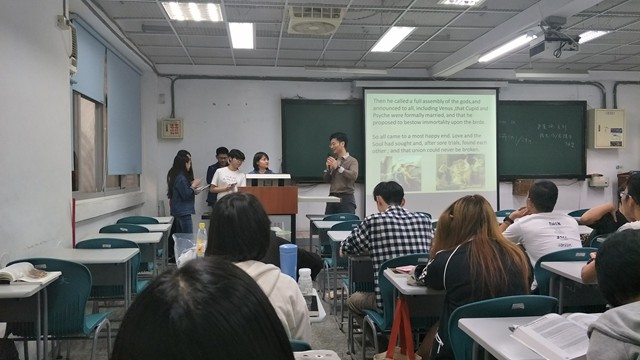 Then he called a full assembly of the gods,and
announced to all, including Venus, that Cupid and
Psyche were formally married, and that he
proposed to bestow immortality upon the bride.
So all came to a most happy end. Love and the
Soul had sought and, after sore trials, found each
other ; and that union could never be broken.